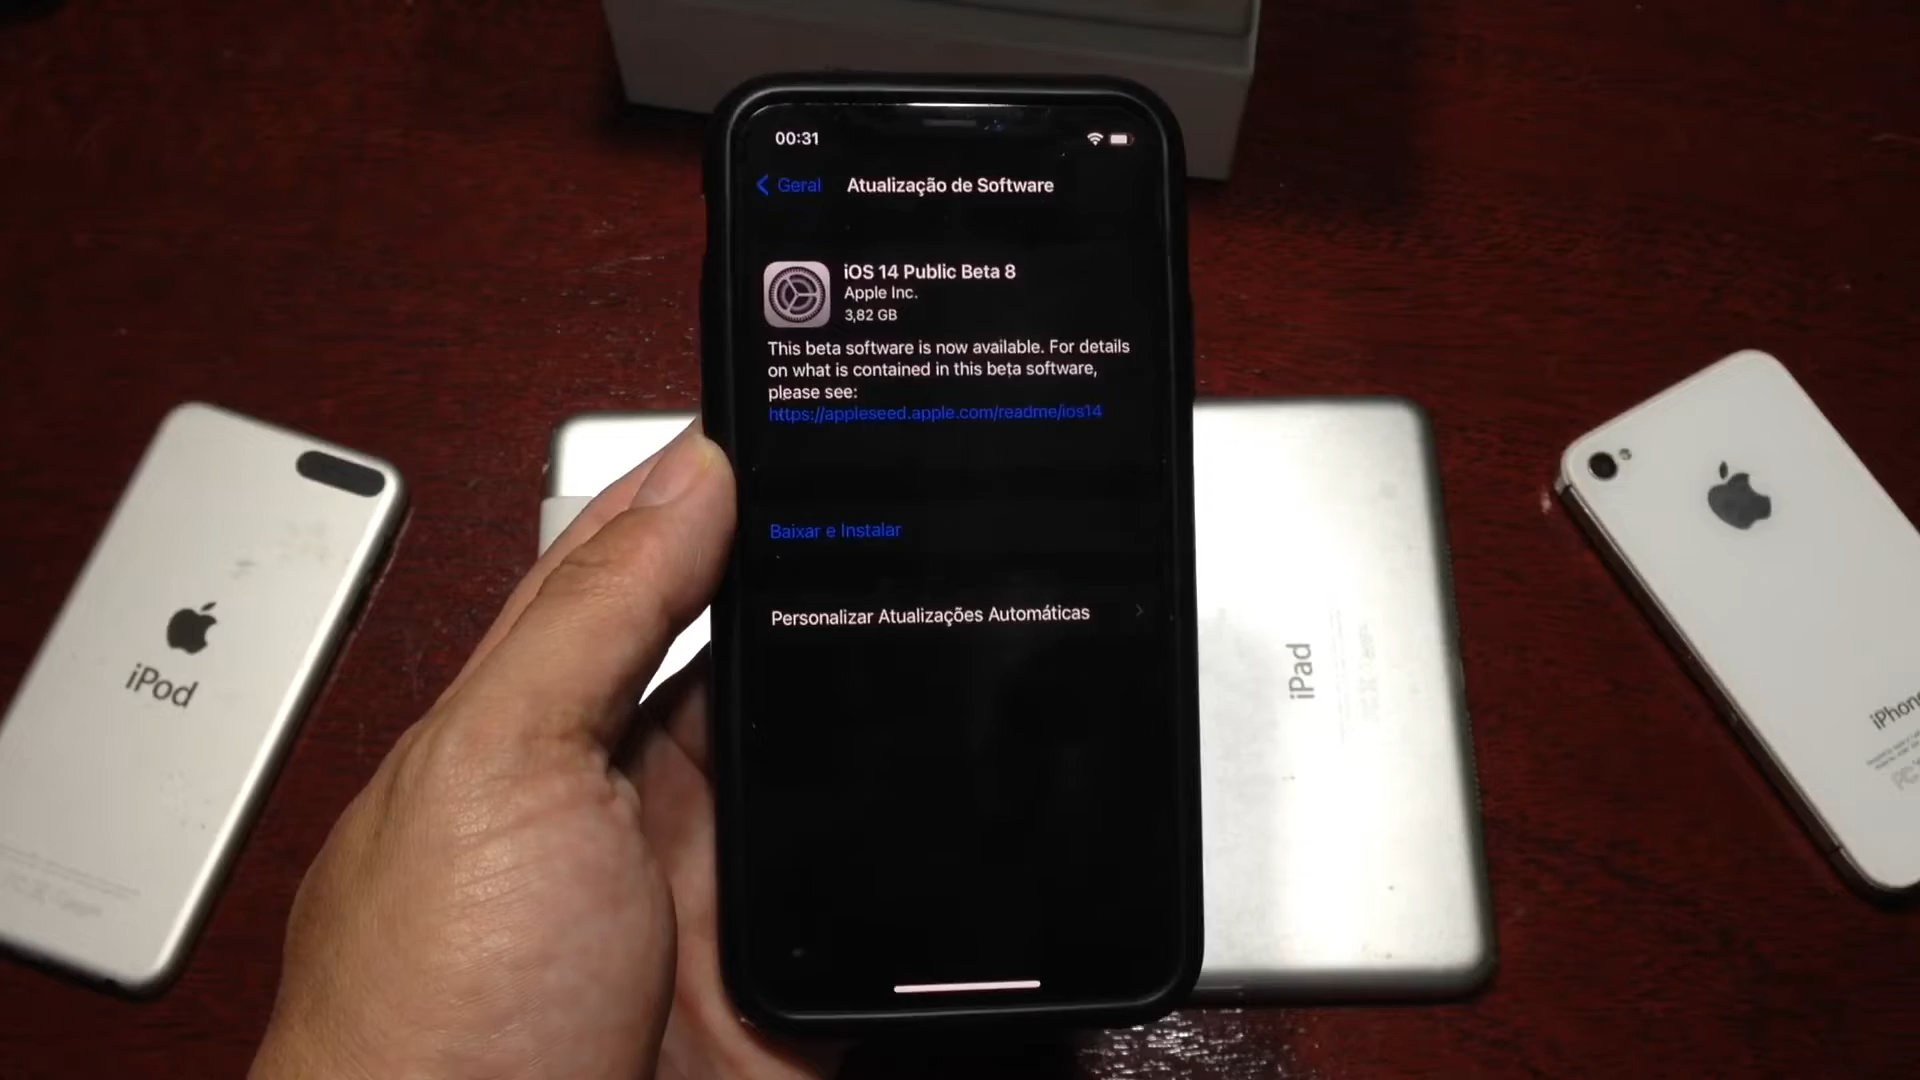 00:31
Geral
Atualização de Software
iOS 14 Public Beta 8
Apple Inc.
3,82 GB
This beta software is now available. For details
on what is contained in this beta software,
please see:
https://appleseed.apple.com/readme/ios14
Baixar e Instalar
Personalizar Atualizações Automáticas
iPod
iPad
iPhone